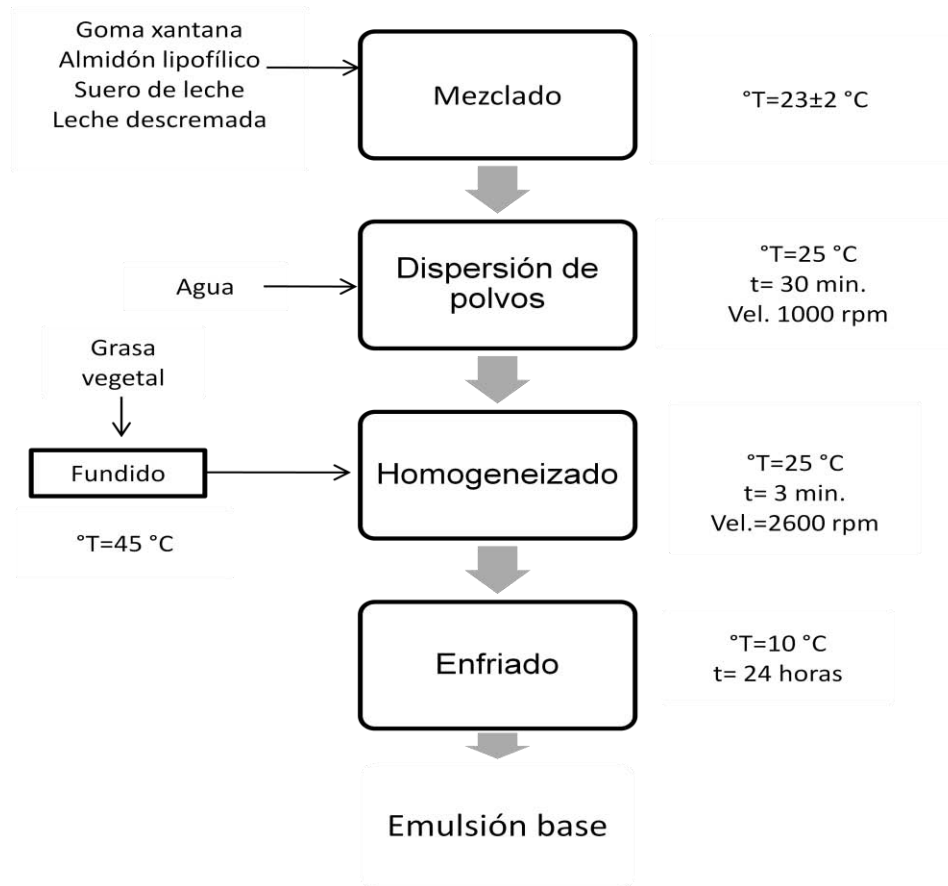 Goma xantana
Almidón lipofílico
Suero de leche
Leche descremada
Mezclado
°T=23±2 °C
Agua
Dispersión de
polvos
°T=25 °C
t= 30 min.
Vel. 1000 rpm
Grasa
vegetal
Fundido
°T=45 °C
Homogeneizado
°T=25 °C
t= 3 min.
Vel.=2600 rpm
Enfriado
°T=10 °C
t= 24 horas
Emulsión base